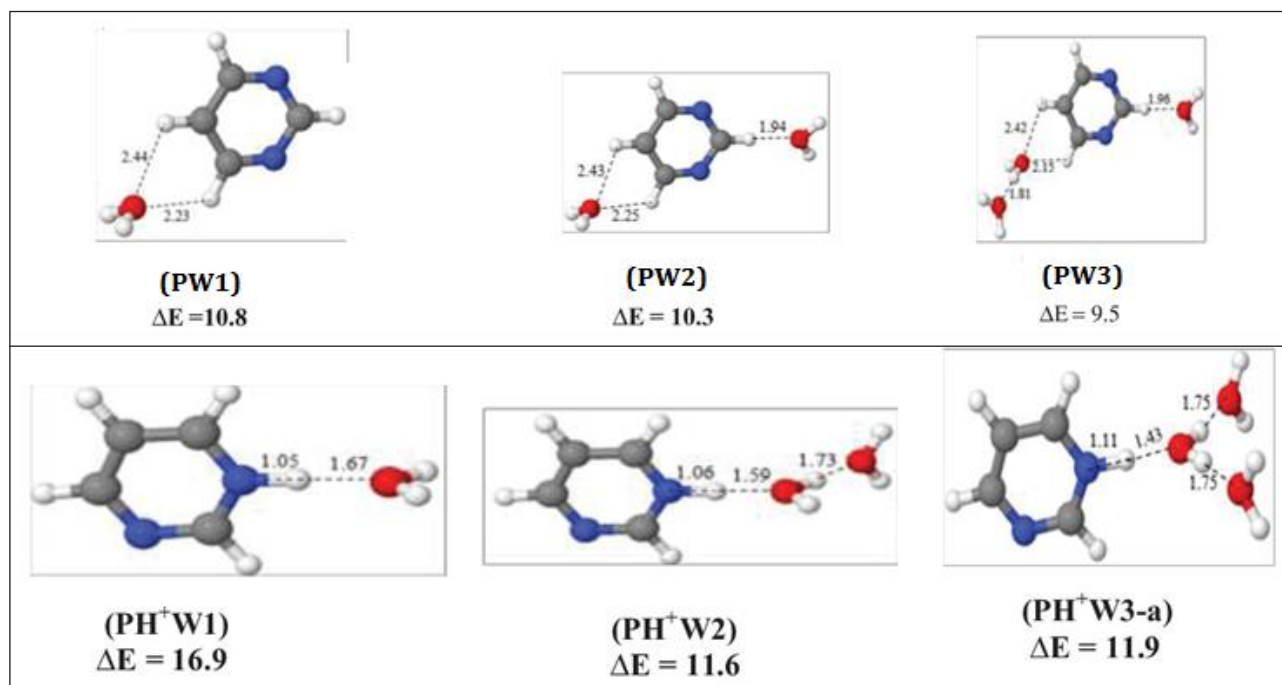 2.44
2.23
(PW1)
ΔE =10.8
1.94
2.43
2.25
(PW2)
ΔE = 10.3
1.96
2.42
2.15
1.81
(PW3)
ΔE = 9.5
1.05 1.67
(PH⁺W1)
ΔE = 16.9
1.73
1.06 1.59
(PH⁺W2)
ΔE = 11.6
1.75
1.11 1.43
1.75
(PH⁺W3-a)
ΔE = 11.9